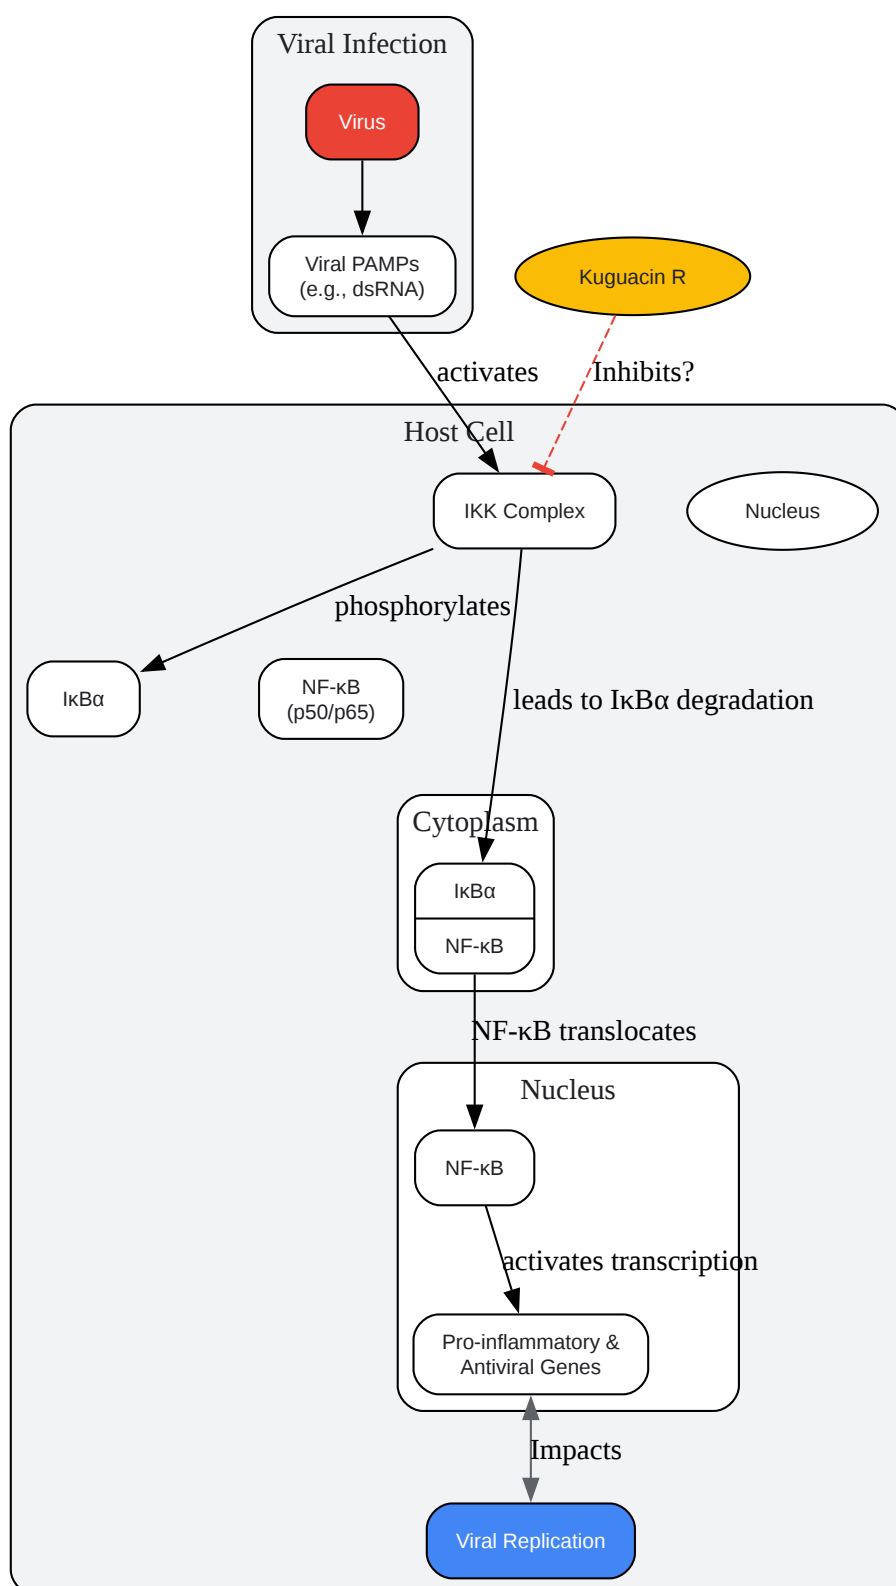 Viral Infection
Virus
Viral PAMPs
(e.g., dsRNA)
Kuguacin R
activates
Inhibits?
Host Cell
IKK Complex
Nucleus
phosphorylates
IκBα
NF-κB
(p50/p65)
leads to IκBα degradation
Cytoplasm
IκBα
NF-κB
NF-κB translocates
Nucleus
NF-κB
activates transcription
Pro-inflammatory &
Antiviral Genes
Impacts
Viral Replication